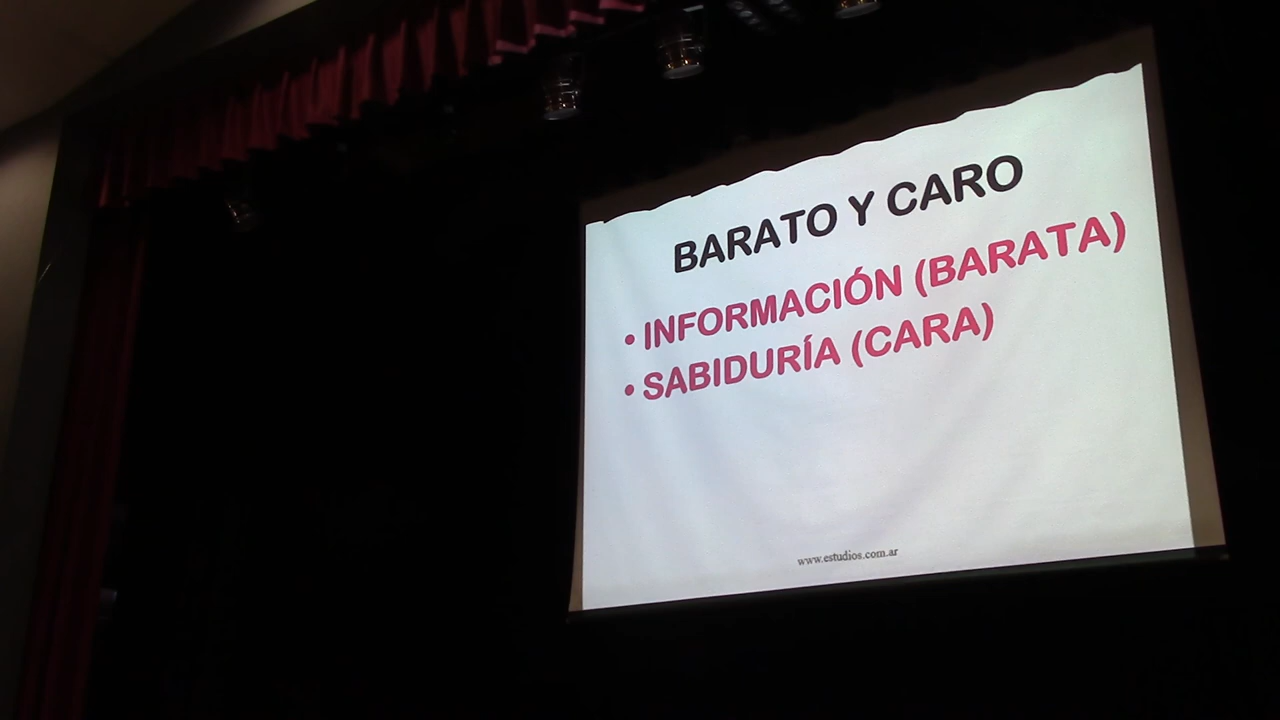 BARATO Y CARO
• INFORMACIÓN (BARATA)
• SABIDURÍA (CARA)
www.estudios.com.ar